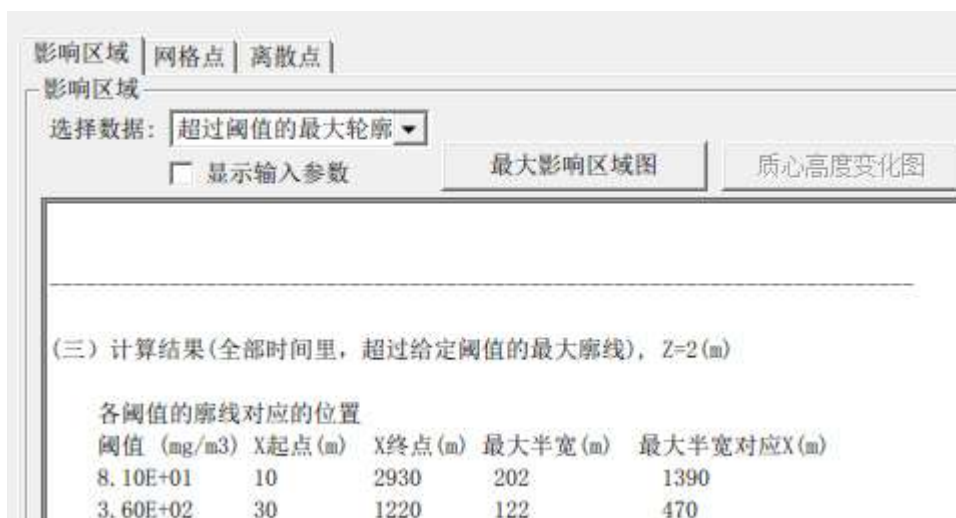 影响区域 网格点 离散点
影响区域
选择数据: 超过阈值的最大轮廓
显示输入参数 最大影响区域图 质心高度变化图
(三) 计算结果(全部时间里，超过给定阈值的最大廓线), Z=2(m)
各阈值的廓线对应的位置
阈值 (mg/m3) X起点(m) X终点(m) 最大半宽(m) 最大半宽对应X(m)
8.10E+01 10 2930 202 1390
3.60E+02 30 1220 122 470